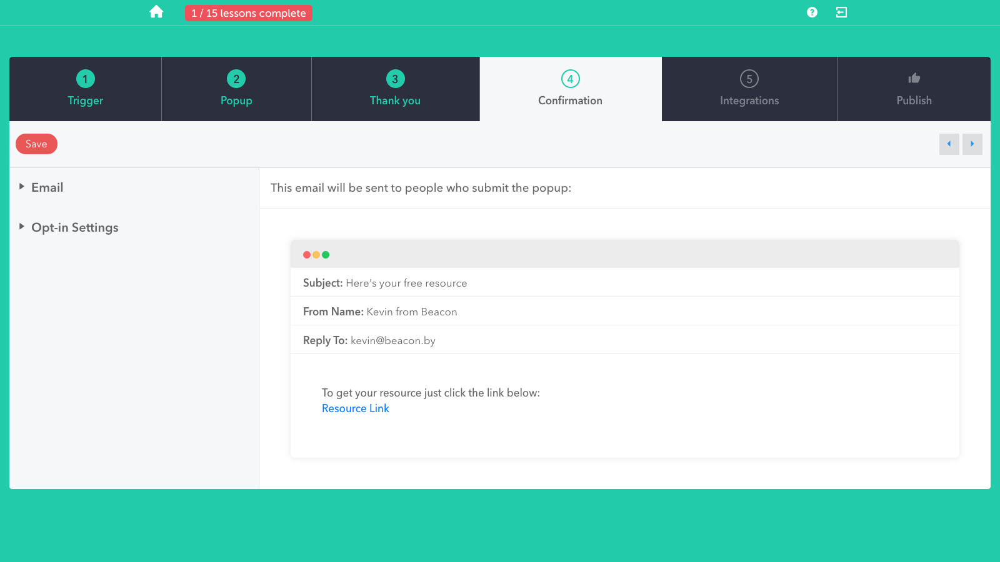 1 / 15 lessons complete
?
1
Trigger
2
Popup
3
Thank you
4
Confirmation
5
Integrations
Publish
Save
Email
Opt-in Settings
This email will be sent to people who submit the popup:
Subject: Here's your free resource
From Name: Kevin from Beacon
Reply To: kevin@beacon.by
To get your resource just click the link below:
Resource Link